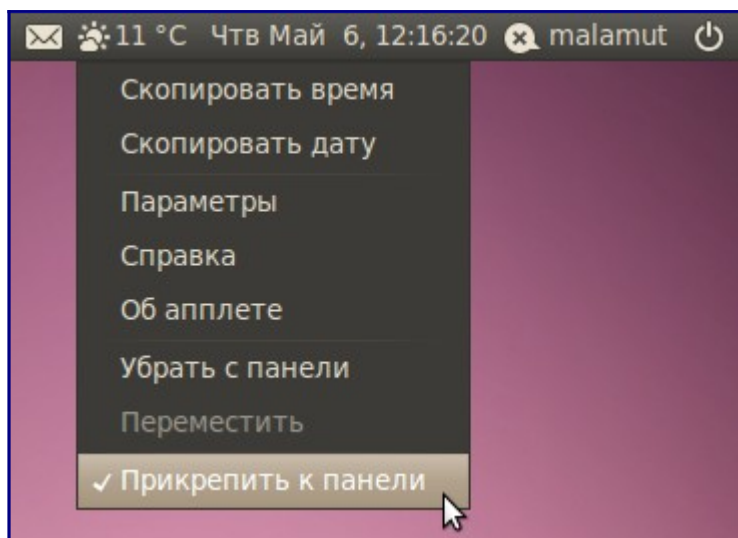 11 °C Чтв Май 6, 12:16:20 malamut
Скопировать время
Скопировать дату
Параметры
Справка
Об апплете
Убрать с панели
Переместить
Прикрепить к панели